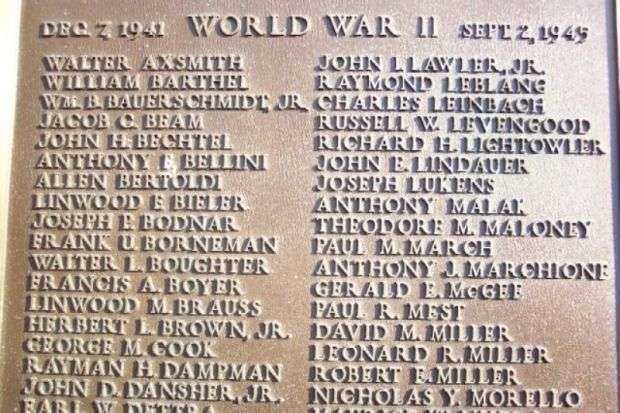 DEC. 7, 1941 WORLD WAR II SEPT. 2, 1945
WALTER AXSMITH
WILLIAM BARTHEL
WM. B. BAUERSCHMIDT, JR.
JACOB C. BEAM
JOHN H. BECHTEL
ANTHONY F. BELLINI
ALLEN BERTOLDI
LINWOOD F. BIELER
JOSEPH P. BODNAR
FRANK U. BORNEMAN
WALTER L. BOUGHTER
FRANCIS A. BOYER
LINWOOD M. BRAUSS
HERBERT L. BROWN, JR.
GEORGE M. COOK
RAYMAN H. DAMPMAN
JOHN D. DANSHER, JR.
EARL W. DETTRA
JOHN I. LAWLER, JR.
RAYMOND LEBLANG
CHARLES LEINBACH
RUSSELL W. LEVENGOOD
RICHARD H. LIGHTOWLER
JOHN E. LINDAUER
JOSEPH LUKENS
ANTHONY MALAK
THEODORE M. MALONEY
PAUL M. MARCH
ANTHONY J. MARCHIONE
GERALD E. McGEE
PAUL R. MEST
DAVID M. MILLER
LEONARD R. MILLER
ROBERT F. MILLER
NICHOLAS Y. MORELLO